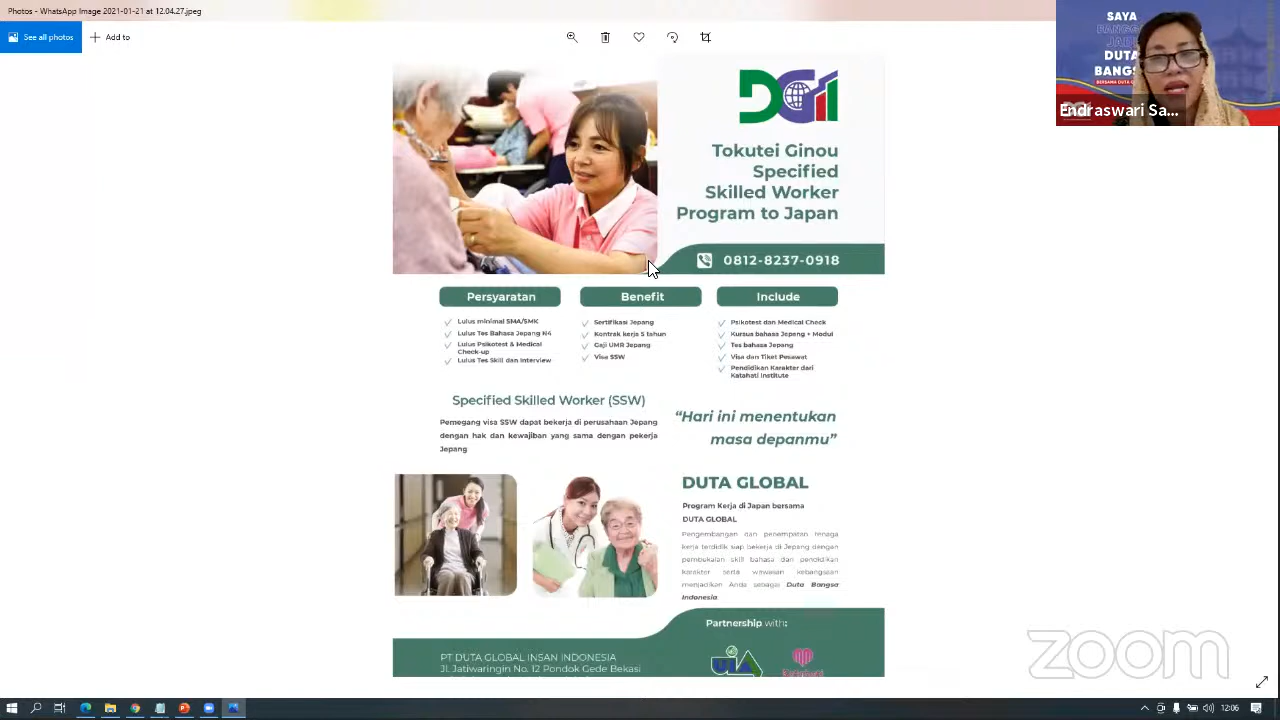 Photos - WhatsApp Image 2021-01-21 at 12.04.27.jpeg
See all photos
Add to
SAYA
DUTA
BANGS
Endraswari Sa...
DGII
Tokutei Ginou
Specified
Skilled Worker
Program to Japan
0812-8237-0918
Persyaratan
Lulus minimal SMA/SMK
Lulus Tes Bahasa Jepang N4
Lulus Psikotest & Medical
Check-up
Lulus Tes Skill dan Interview
Benefit
Sertifikasi Jepang
Kontrak kerja 5 tahun
Gaji UMR Jepang
Visa SSW
Include
Psikotest dan Medical Check
Kursus bahasa Jepang + Modul
Tes bahasa Jepang
Visa dan Tiket Pesawat
Pendidikan Karakter dari
Katahati Institute
Specified Skilled Worker (SSW)
Pemegang visa SSW dapat bekerja di perusahaan Jepang
dengan hak dan kewajiban yang sama dengan pekerja
Jepang
“Hari ini menentukan
masa depanmu”
DUTA GLOBAL
Program Kerja di Japan bersama
DUTA GLOBAL
Pengembangan dan penempatan tenaga
kerja terdidik siap bekerja di Jepang dengan
pembekalan skill bahasa dan pendidikan
karakter serta wawasan kebangsaan
menjadikan Anda sebagai Duta Bangsa
Indonesia
Partnership with:
UIA
PT DUTA GLOBAL INSAN INDONESIA
Jl. Jatiwaringin No. 12 Pondok Gede Bekasi
zoom
12:06